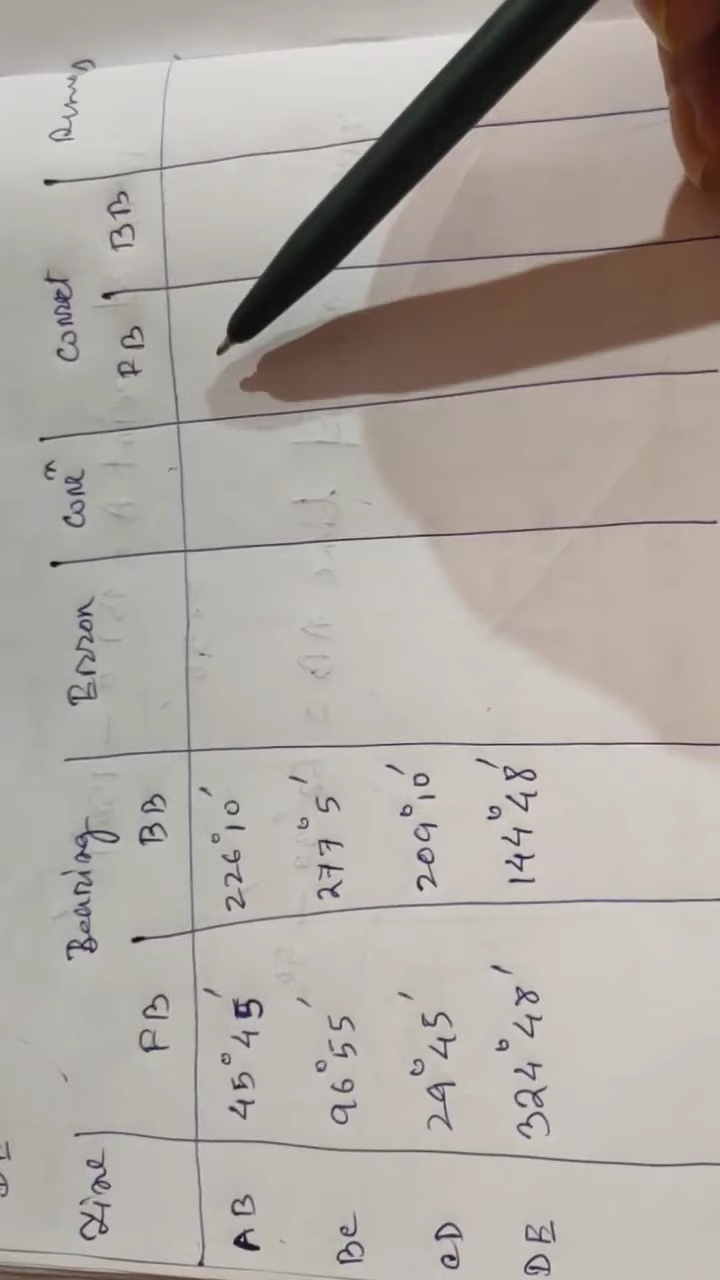 Line Bearing Error Corrn Correct Remar
FB BB FB BB
AB 45°45' 226°10'
BC 96°55' 277°5'
CD 29°45' 209°10'
DE 324°48' 144°48'